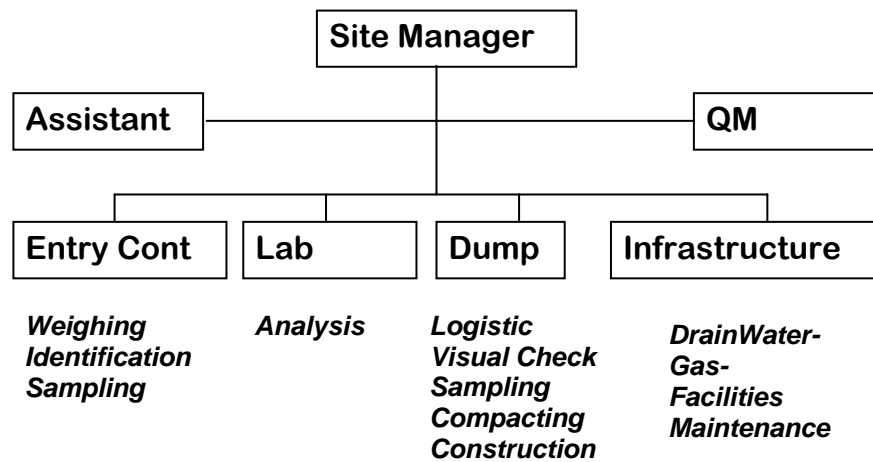 Site Manager
Assistant
QM
Entry Cont
Lab
Dump
Infrastructure
Weighing
Identification
Sampling
Analysis
Logistic
Visual Check
Sampling
Compacting
Construction
DrainWater-
Gas-
Facilities
Maintenance